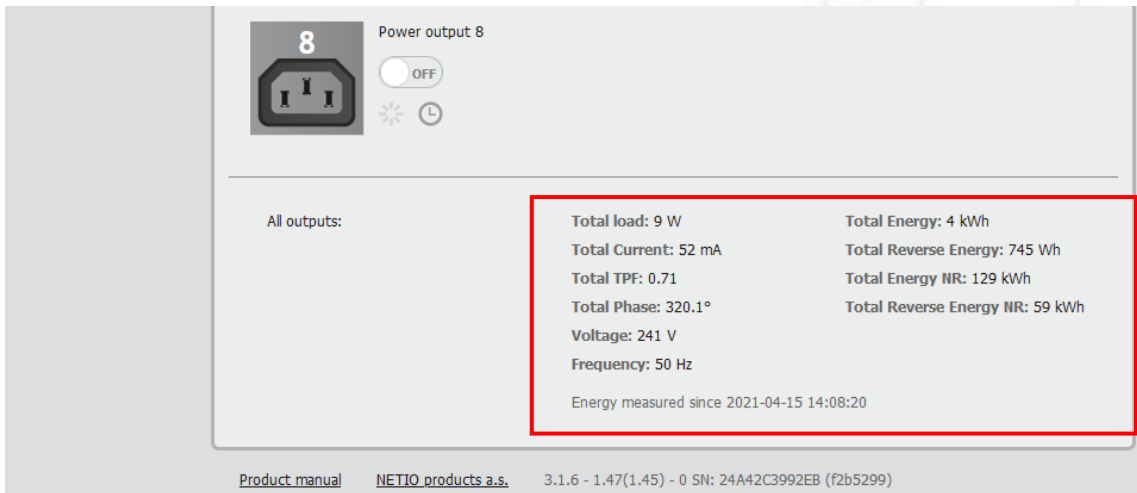 8
Power output 8
OFF
All outputs:
Total load: 9 W
Total Current: 52 mA
Total TPF: 0.71
Total Phase: 320.1°
Voltage: 241 V
Frequency: 50 Hz
Total Energy: 4 kWh
Total Reverse Energy: 745 Wh
Total Energy NR: 129 kWh
Total Reverse Energy NR: 59 kWh
Energy measured since 2021-04-15 14:08:20
Product manual NETIO products a.s. 3.1.6 - 1.47(1.45) - 0 SN: 24A42C3992EB (f2b5299)